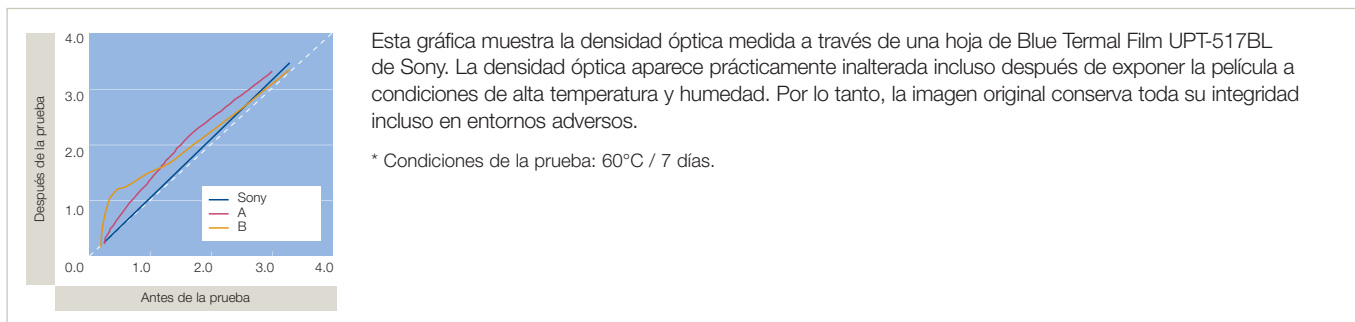 4.0
3.0
2.0
1.0
0.0
1.0
2.0
3.0
4.0
Después de la prueba
Antes de la prueba
Sony
A
B
Esta gráfica muestra la densidad óptica medida a través de una hoja de Blue Termal Film UPT-517BL
de Sony. La densidad óptica aparece prácticamente inalterada incluso después de exponer la película a
condiciones de alta temperatura y humedad. Por lo tanto, la imagen original conserva toda su integridad
incluso en entornos adversos.
* Condiciones de la prueba: 60°C / 7 días.